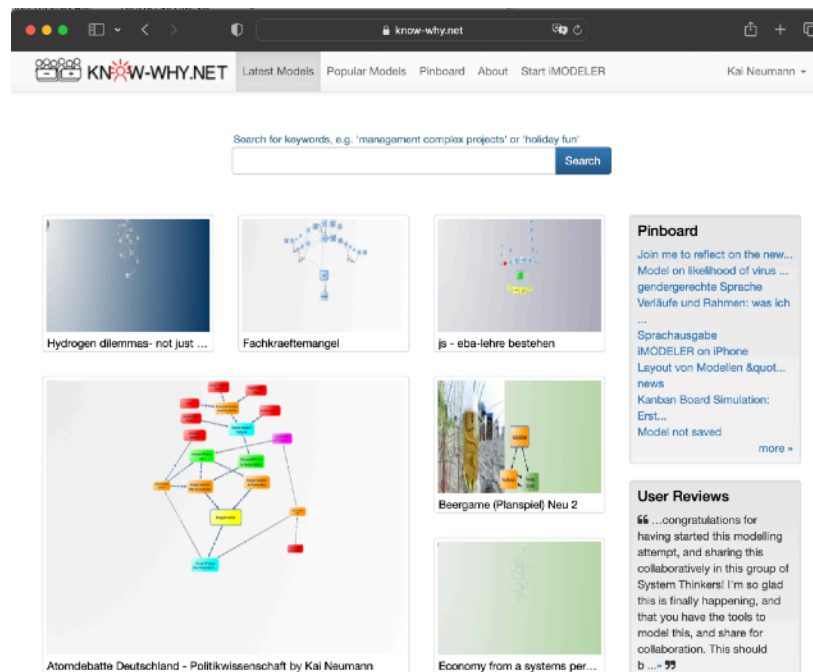 know-why.net
KNOW-WHY.NET
Latest Models
Popular Models
Pinboard
About
Start iMODELER
Kai Neumann
Search for keywords, e.g. 'management complex projects' or 'holiday fun'
Search
Hydrogen dilemmas- not just ...
Fachkraeftemangel
js - eba-lehre bestehen
Atomdebatte Deutschland - Politikwissenschaft by Kai Neumann
Beergame (Planspiel) Neu 2
Economy from a systems per...
Pinboard
Join me to reflect on the new...
Model on likelihood of virus ...
gendergerechte Sprache
Verläufe und Rahmen: was ich
...
Sprachausgabe
iMODELER on iPhone
Layout von Modellen &quot...
news
Kanban Board Simulation:
Erst...
Model not saved
more »
User Reviews
❝ ...congratulations for
having started this modelling
attempt, and sharing this
collaboratively in this group of
System Thinkers! I'm so glad
this is finally happening, and
that you have the tools to
model this, and share for
collaboration. This should
b ...» ❞